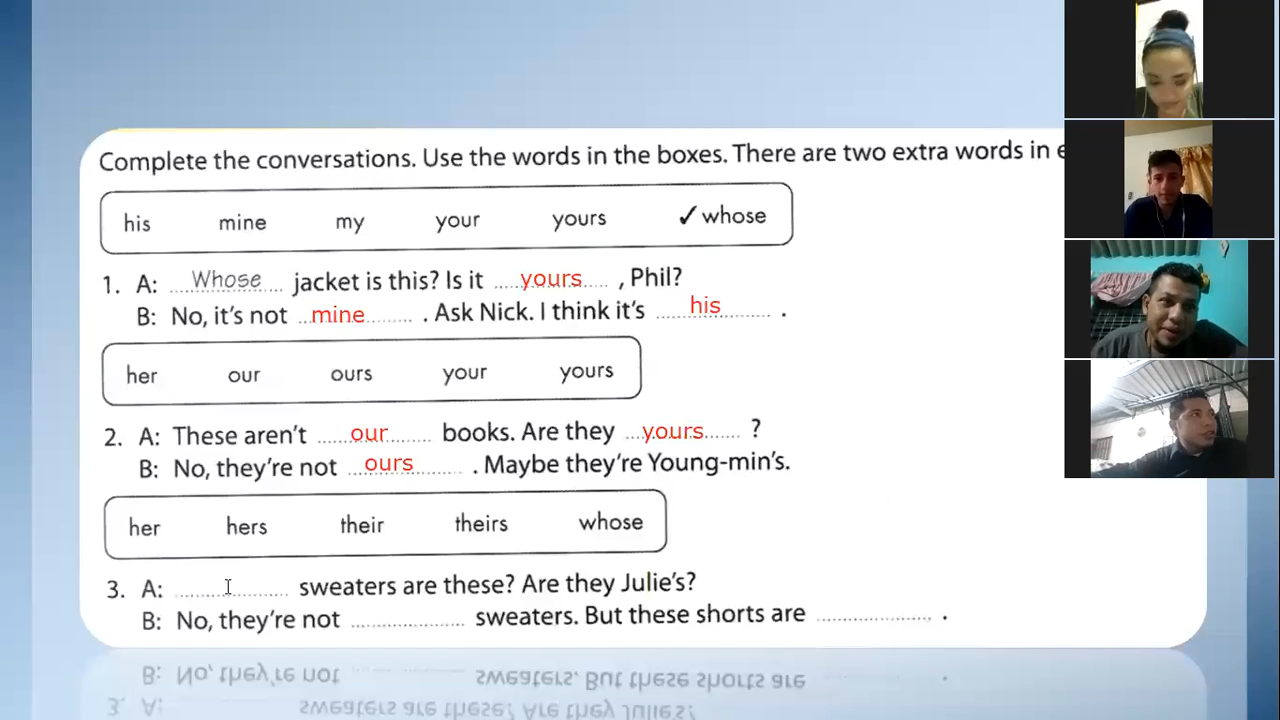 Complete the conversations. Use the words in the boxes. There are two extra words in
his mine my your yours ✓ whose
1. A: Whose jacket is this? Is it yours , Phil?
B: No, it's not mine . Ask Nick. I think it's his .
her our ours your yours
2. A: These aren't our books. Are they yours ?
B: No, they're not ours . Maybe they're Young-min's.
her hers their theirs whose
3. A: .................... sweaters are these? Are they Julie's?
B: No, they're not .................... sweaters. But these shorts are .................... .